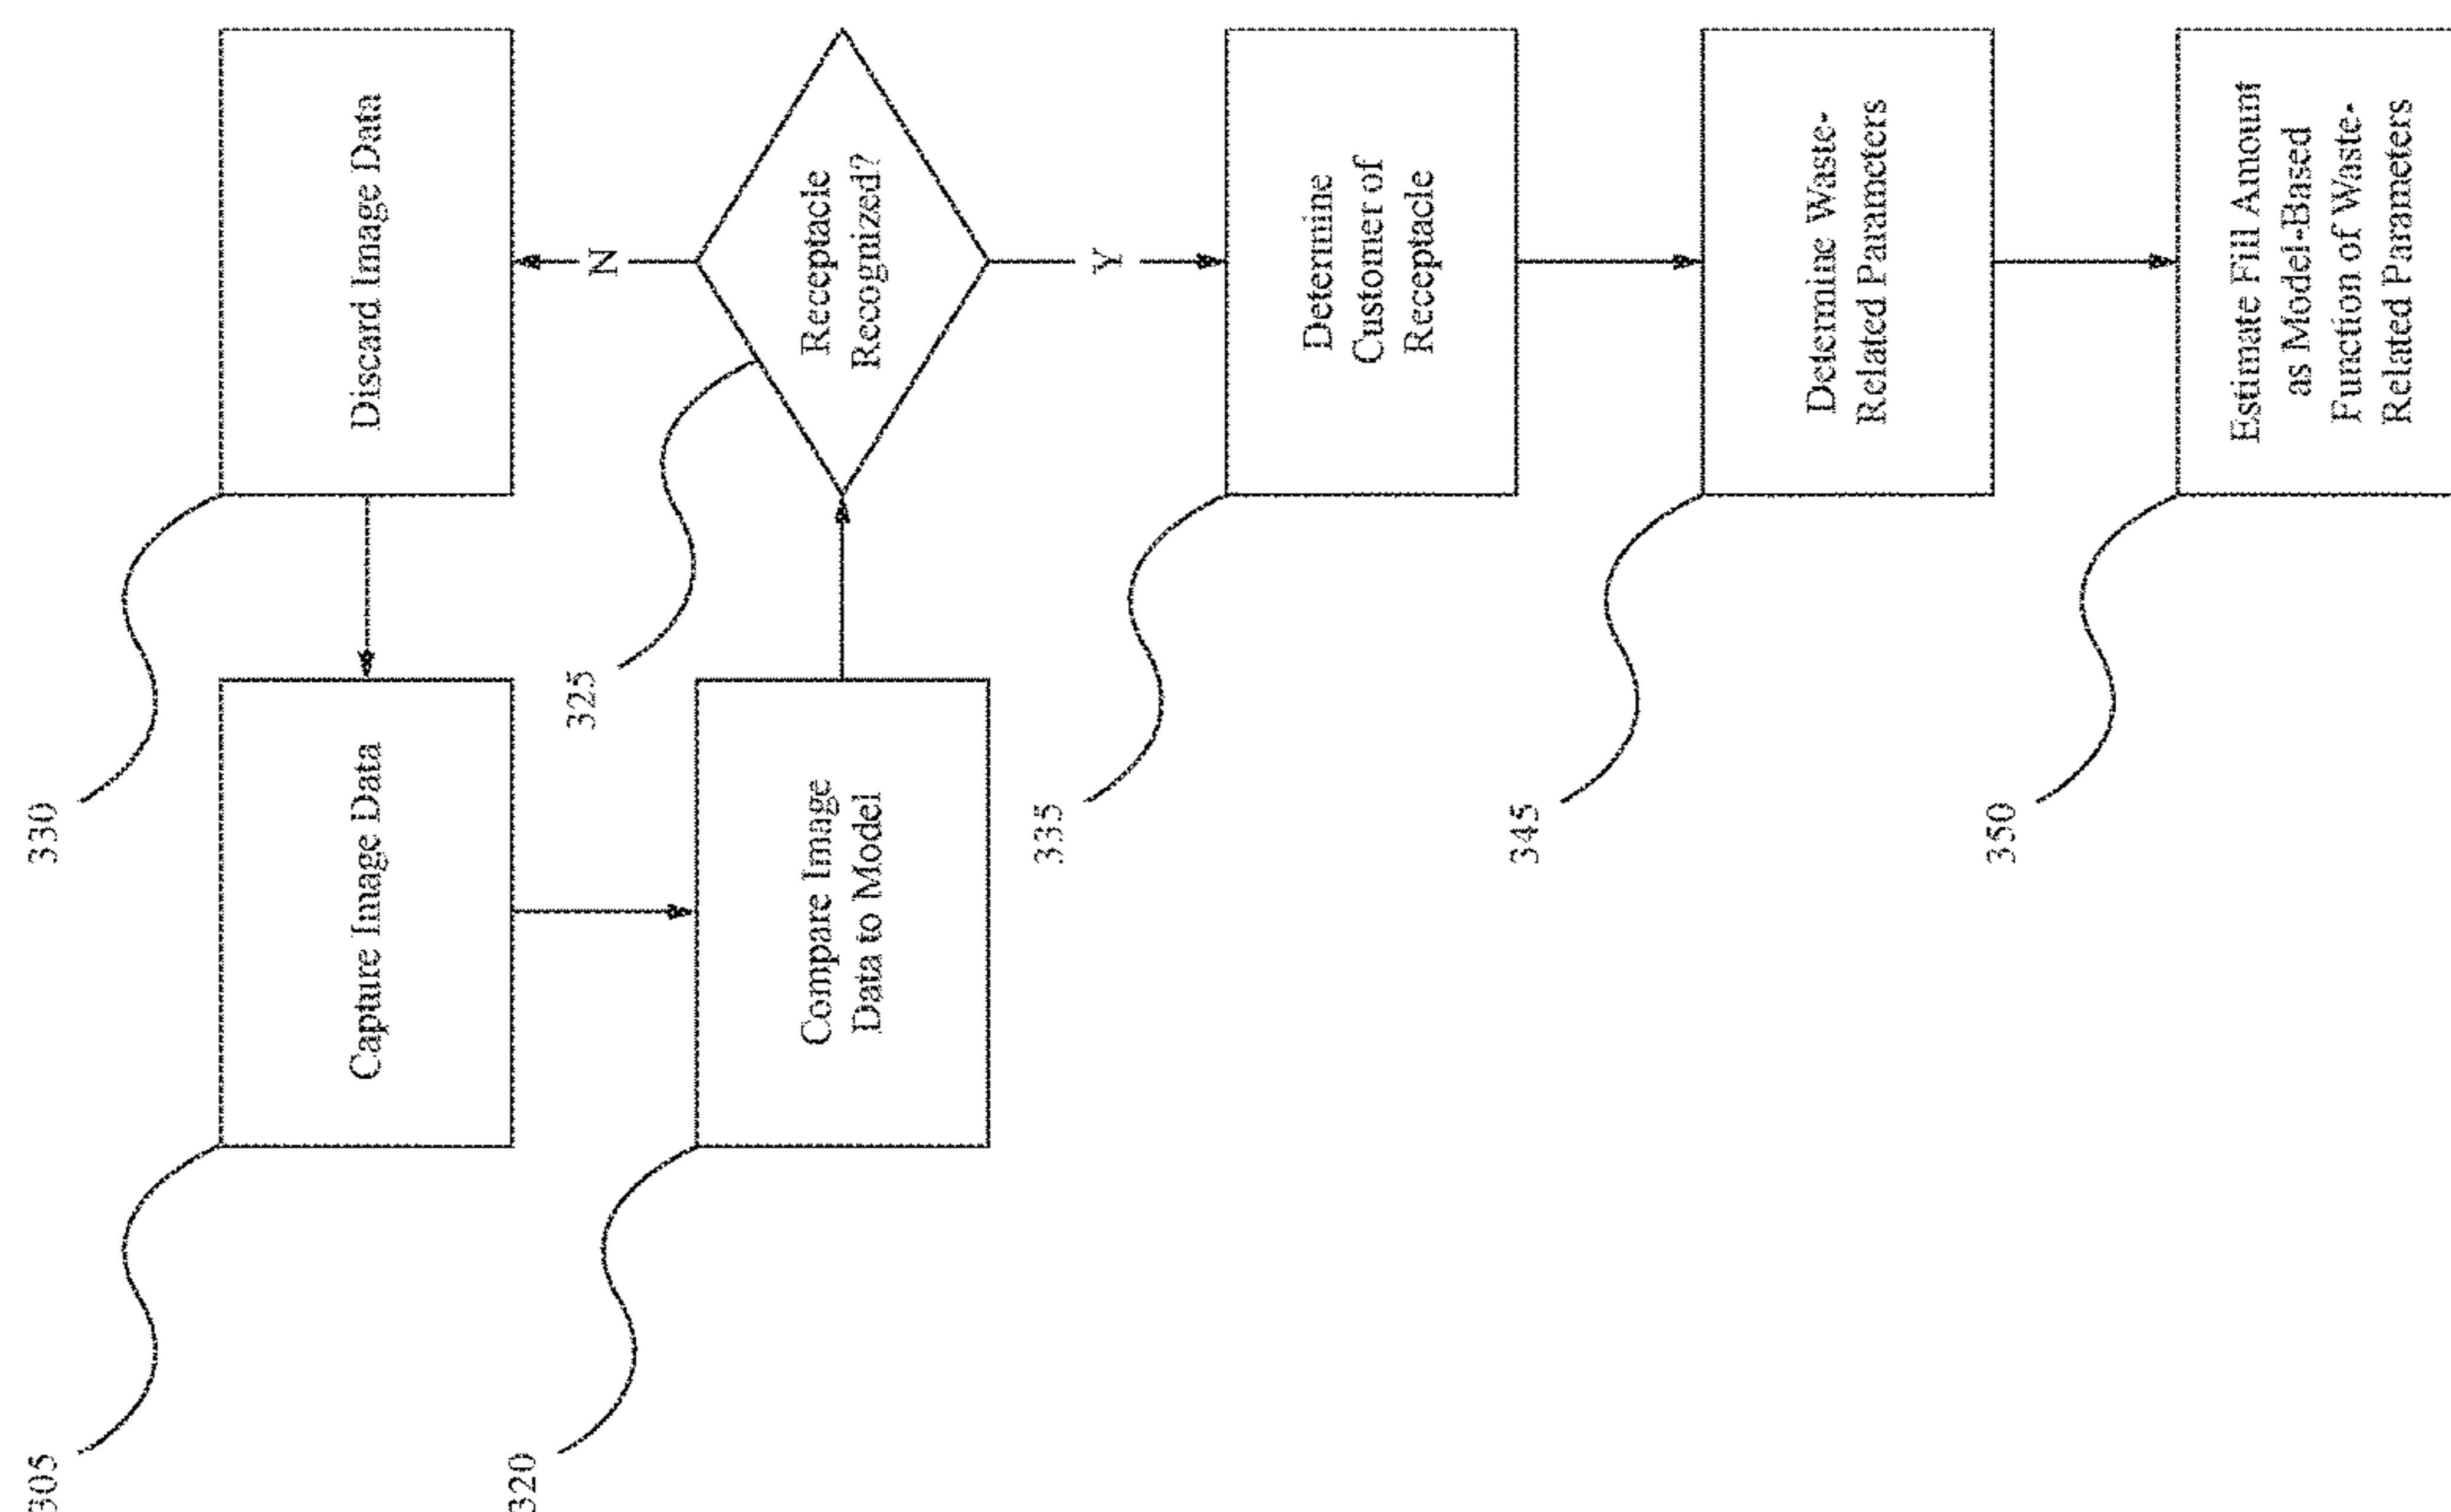 305
Capture Image Data
320
Compare Image
Data to Model
325
Receptacle
Recognized?
N
Y
330
Discard Image Data
335
Determine
Customer of
Receptacle
345
Determine Waste-
Related Parameters
350
Estimate Fill Amount
as Model-Based
Function of Waste-
Related Parameters